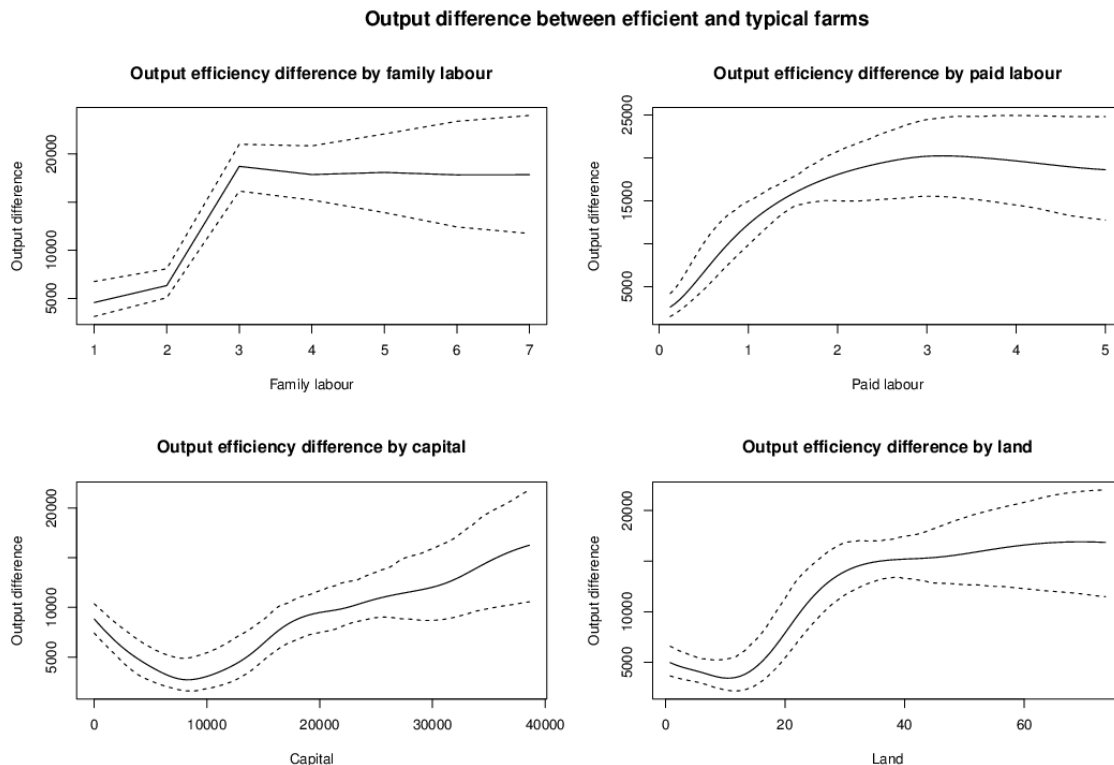 Output difference between efficient and typical farms
Output efficiency difference by family labour
Output difference
5000
10000
20000
1 2 3 4 5 6 7
Family labour
Output efficiency difference by paid labour
Output difference
5000
15000
25000
0 1 2 3 4 5
Paid labour
Output efficiency difference by capital
Output difference
5000
10000
20000
0 10000 20000 30000 40000
Capital
Output efficiency difference by land
Output difference
5000
10000
20000
0 20 40 60
Land